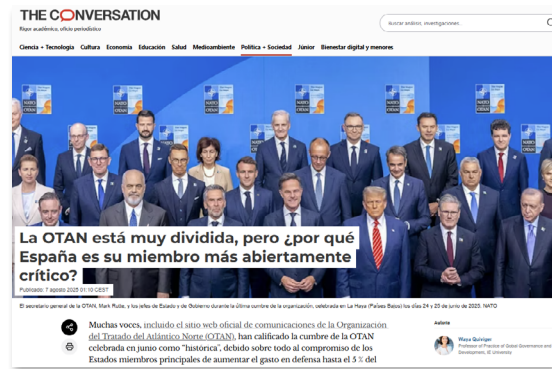 THE CONVERSATION
Rigor académico, oficio periodístico
Buscar análisis, investigaciones
Ciencia + Tecnología Cultura Economía Educación Salud Medioambiente Política + Sociedad Júnior Bienestar digital y menores
La OTAN está muy dividida, pero ¿por qué
España es su miembro más abiertamente
crítico?
Publicado: 7 agosto 2025 01:10 CEST
El secretario general de la OTAN, Mark Rutte, y los jefes de Estado y de Gobierno durante la última cumbre de la organización, celebrada en La Haya (Países Bajos) los días 24 y 25 de junio de 2025. NATO
Muchas voces, incluido el sitio web oficial de comunicaciones de la Organización
del Tratado del Atlántico Norte (OTAN), han calificado la cumbre de la OTAN
celebrada en junio como “histórica”, debido sobre todo al compromiso de los
Estados miembros principales de aumentar el gasto en defensa hasta el 5 % del
Autoría
Waya Quiviger
Professor of Practice of Global Governance and
Development, IE University